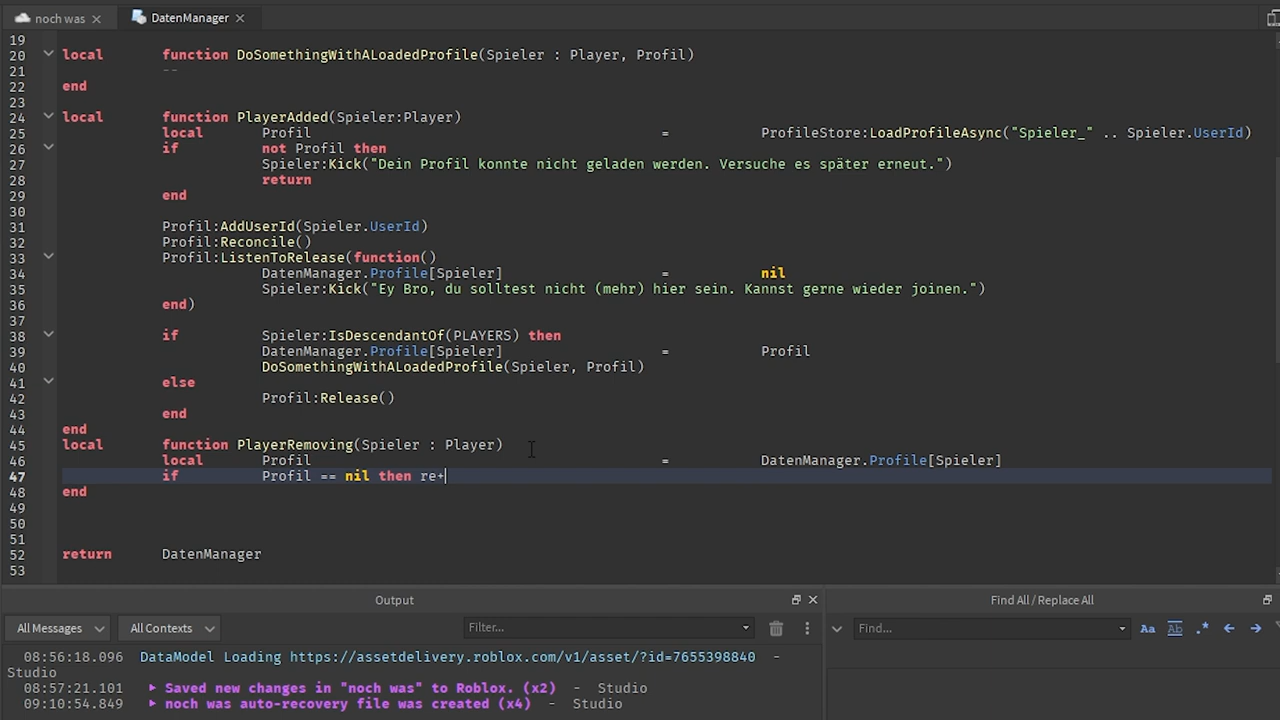 noch was
DatenManager
19
20 local function DoSomethingWithALoadedProfile(Spieler : Player, Profil)
21 --
22 end
23
24 local function PlayerAdded(Spieler:Player)
25 local Profil = ProfileStore:LoadProfileAsync("Spieler_" .. Spieler.UserId)
26 if not Profil then
27 Spieler:Kick("Dein Profil konnte nicht geladen werden. Versuche es später erneut.")
28 return
29 end
30
31 Profil:AddUserId(Spieler.UserId)
32 Profil:Reconcile()
33 Profil:ListenToRelease(function()
34 DatenManager.Profile[Spieler] = nil
35 Spieler:Kick("Ey Bro, du solltest nicht (mehr) hier sein. Kannst gerne wieder joinen.")
36 end)
37
38 if Spieler:IsDescendantOf(PLAYERS) then
39 DatenManager.Profile[Spieler] = Profil
40 DoSomethingWithALoadedProfile(Spieler, Profil)
41 else
42 Profil:Release()
43 end
44 end
45 local function PlayerRemoving(Spieler : Player)
46 local Profil = DatenManager.Profile[Spieler]
47 if Profil == nil then re+
48 end
49
50
51
52 return DatenManager
53
Output
Find All / Replace All
All Messages All Contexts Filter...
Find... Aa Ab .*
08:56:18.096 DataModel Loading https://assetdelivery.roblox.com/v1/asset/?id=7655398840 -
Studio
08:57:21.101 Saved new changes in "noch was" to Roblox. (x2) - Studio
09:10:54.849 noch was auto-recovery file was created (x4) - Studio